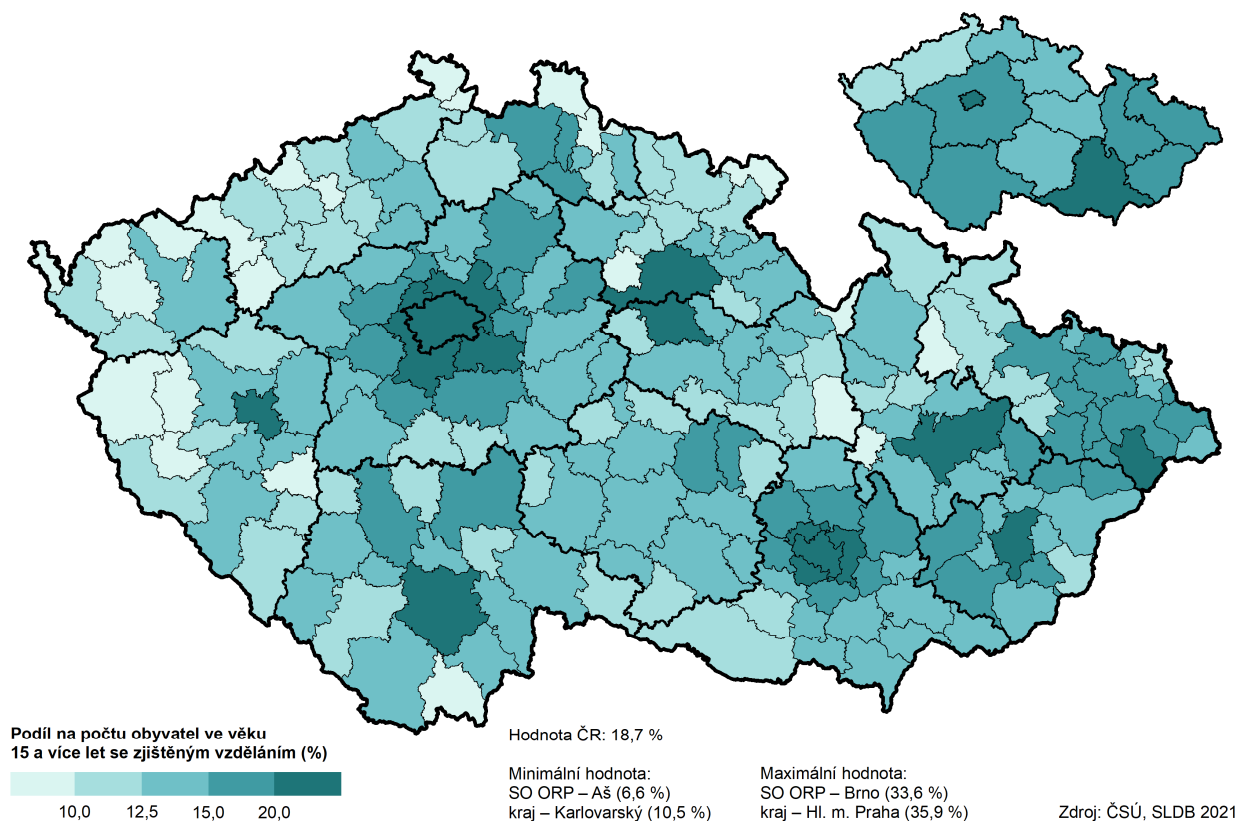 Podíl na počtu obyvatel ve věku
15 a více let se zjištěným vzděláním (%)
10,0 12,5 15,0 20,0
Hodnota ČR: 18,7 %
Minimální hodnota:
SO ORP – Aš (6,6 %)
kraj – Karlovarský (10,5 %)
Maximální hodnota:
SO ORP – Brno (33,6 %)
kraj – Hl. m. Praha (35,9 %)
Zdroj: ČSÚ, SLDB 2021